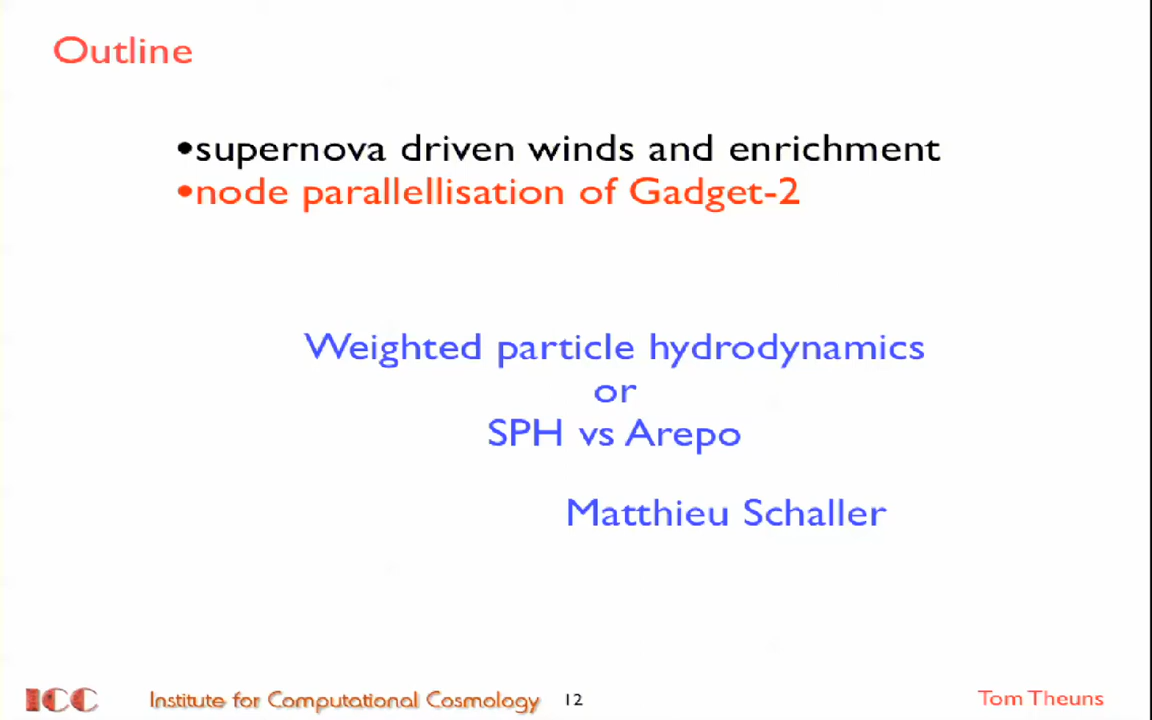 Outline
•supernova driven winds and enrichment
•node parallellisation of Gadget-2
Weighted particle hydrodynamics
or
SPH vs Arepo
Matthieu Schaller
ICC Institute for Computational Cosmology 12 Tom Theuns